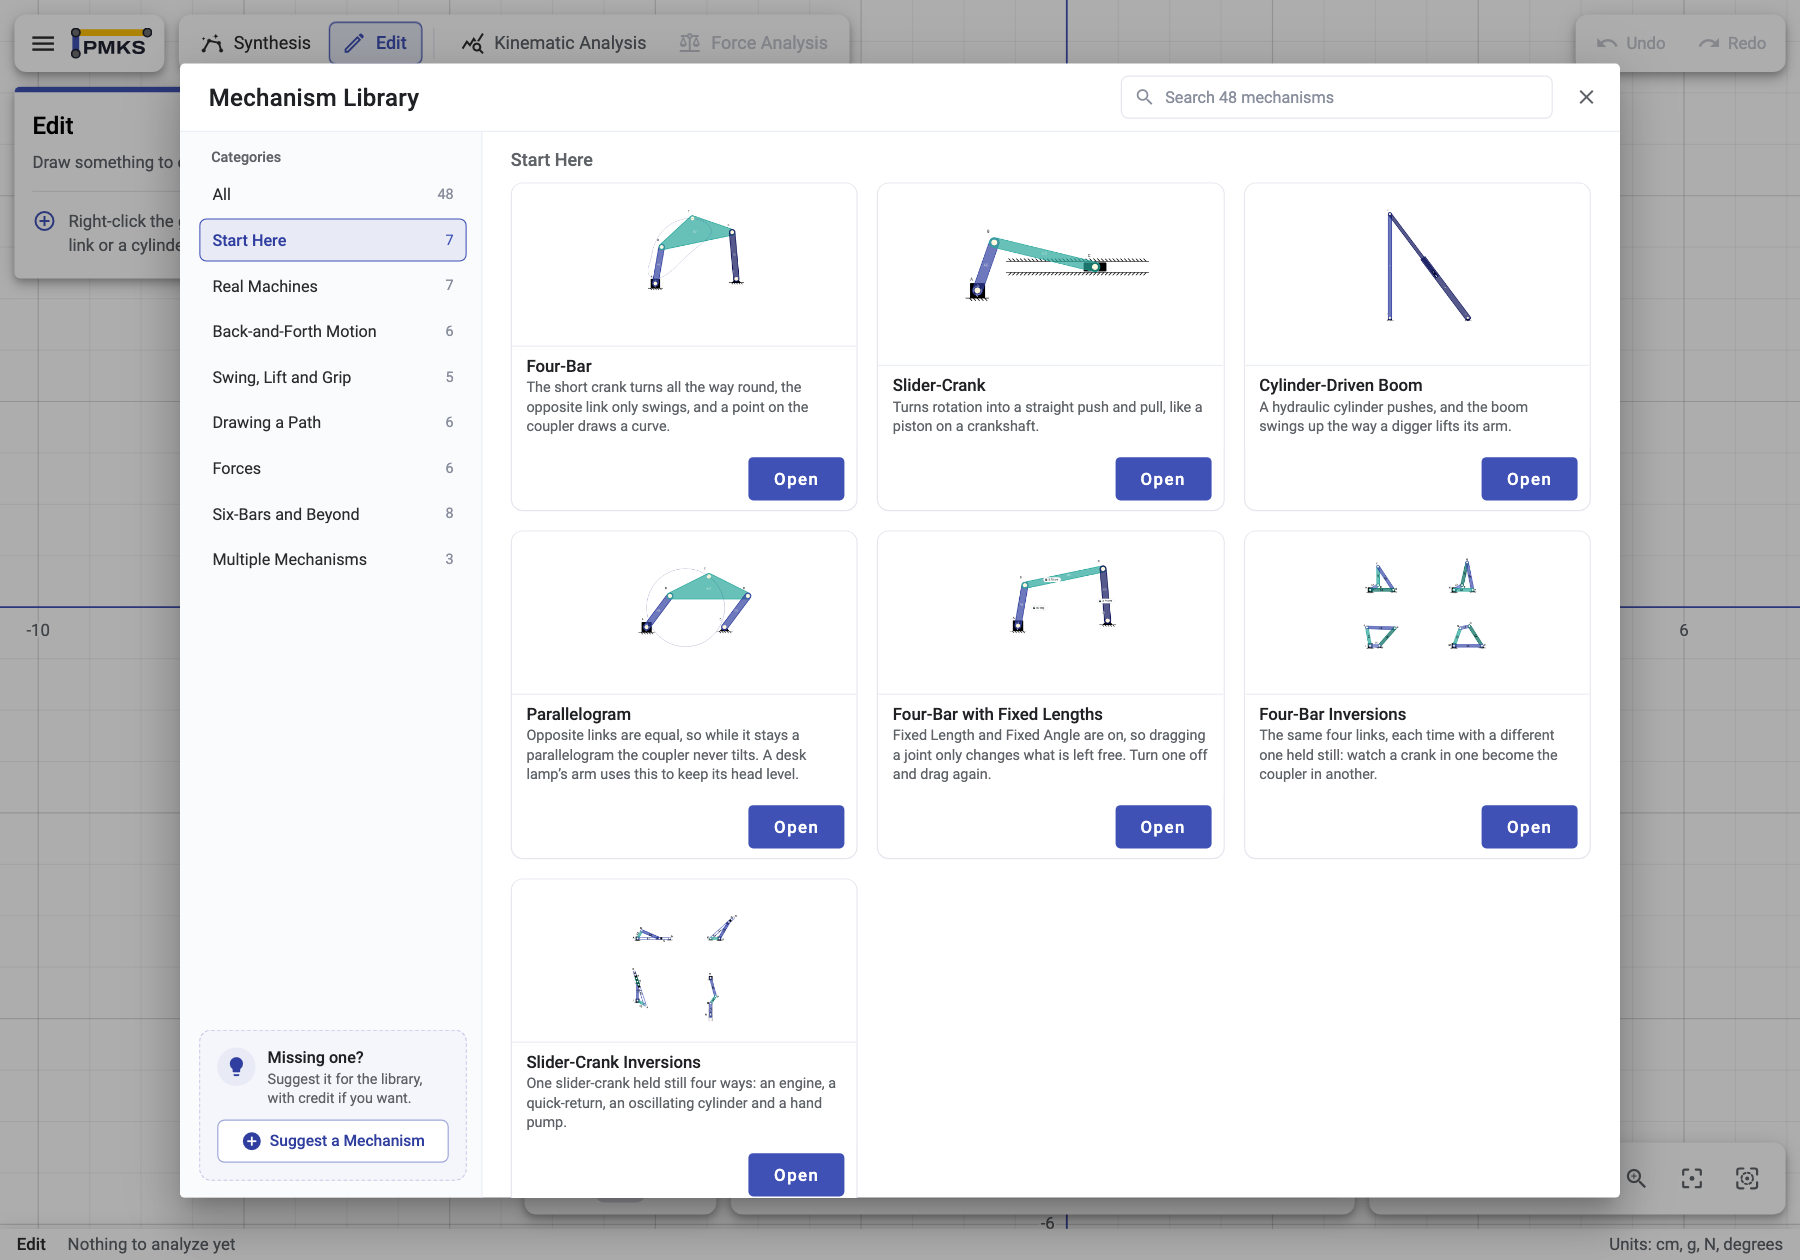 PMKS
Synthesis
Edit
Kinematic Analysis
Force Analysis
Undo
Redo
Edit
Draw something to
Right-click the
link or a cylinde
Mechanism Library
Search 48 mechanisms
Categories
All 48
Start Here 7
Real Machines 7
Back-and-Forth Motion 6
Swing, Lift and Grip 5
Drawing a Path 6
Forces 6
Six-Bars and Beyond 8
Multiple Mechanisms 3
Missing one?
Suggest it for the library,
with credit if you want.
Suggest a Mechanism
Start Here
Four-Bar
The short crank turns all the way round, the
opposite link only swings, and a point on the
coupler draws a curve.
Open
Slider-Crank
Turns rotation into a straight push and pull, like a
piston on a crankshaft.
Open
Cylinder-Driven Boom
A hydraulic cylinder pushes, and the boom
swings up the way a digger lifts its arm.
Open
Parallelogram
Opposite links are equal, so while it stays a
parallelogram the coupler never tilts. A desk
lamp’s arm uses this to keep its head level.
Open
Four-Bar with Fixed Lengths
Fixed Length and Fixed Angle are on, so dragging
a joint only changes what is left free. Turn one off
and drag again.
Open
Four-Bar Inversions
The same four links, each time with a different
one held still: watch a crank in one become the
coupler in another.
Open
Slider-Crank Inversions
One slider-crank held still four ways: an engine, a
quick-return, an oscillating cylinder and a hand
pump.
Open
-10
6
-6
Edit
Nothing to analyze yet
Units: cm, g, N, degrees